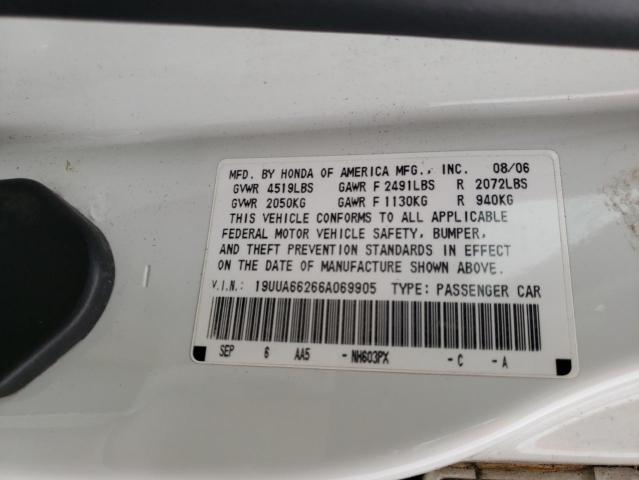 MFD. BY HONDA OF AMERICA MFG., INC. 08/06
GVWR 4519LBS GAWR F 2491LBS R 2072LBS
GVWR 2050KG GAWR F 1130KG R 940KG
THIS VEHICLE CONFORMS TO ALL APPLICABLE
FEDERAL MOTOR VEHICLE SAFETY, BUMPER,
AND THEFT PREVENTION STANDARDS IN EFFECT
ON THE DATE OF MANUFACTURE SHOWN ABOVE.
V.I.N.: 19UUA66266A069905 TYPE: PASSENGER CAR
SEP 6 AA5 -NH603PX -C -A